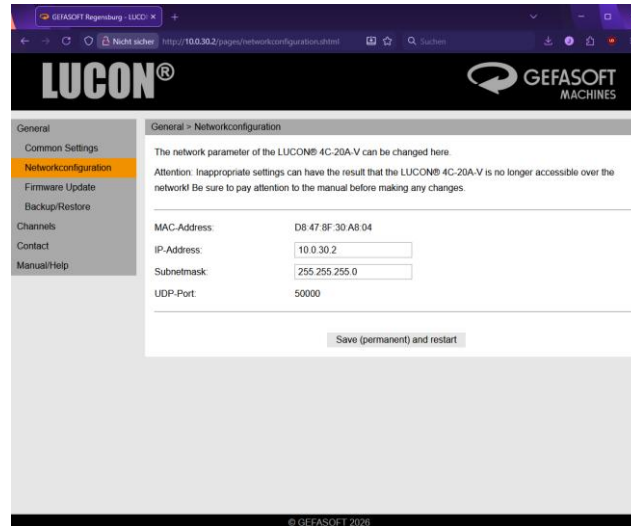 GEFASOFT Regensburg - LUCO
Nicht sicher http://10.0.30.2/pages/networkconfiguration.shtml Suchen
LUCON®
GEFASOFT
MACHINES
General
Common Settings
Networkconfiguration
Firmware Update
Backup/Restore
Channels
Contact
Manual/Help
General > Networkconfiguration
The network parameter of the LUCON® 4C-20A-V can be changed here.
Attention: Inappropriate settings can have the result that the LUCON® 4C-20A-V is no longer accessible over the
network! Be sure to pay attention to the manual before making any changes.
MAC-Address: D8:47:8F:30:A8:04
IP-Address: 10.0.30.2
Subnetmask: 255.255.255.0
UDP-Port: 50000
Save (permanent) and restart
© GEFASOFT 2026